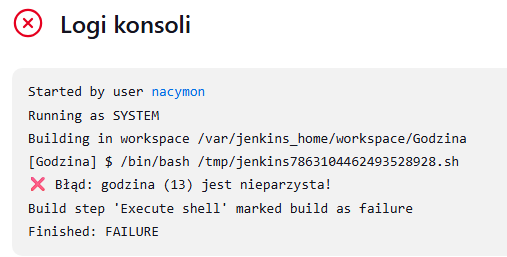 Logi konsoli
Started by user nacymon
Running as SYSTEM
Building in workspace /var/jenkins_home/workspace/Godzina
[Godzina] $ /bin/bash /tmp/jenkins7863104462493528928.sh
❌ Błąd: godzina (13) jest nieparzysta!
Build step 'Execute shell' marked build as failure
Finished: FAILURE